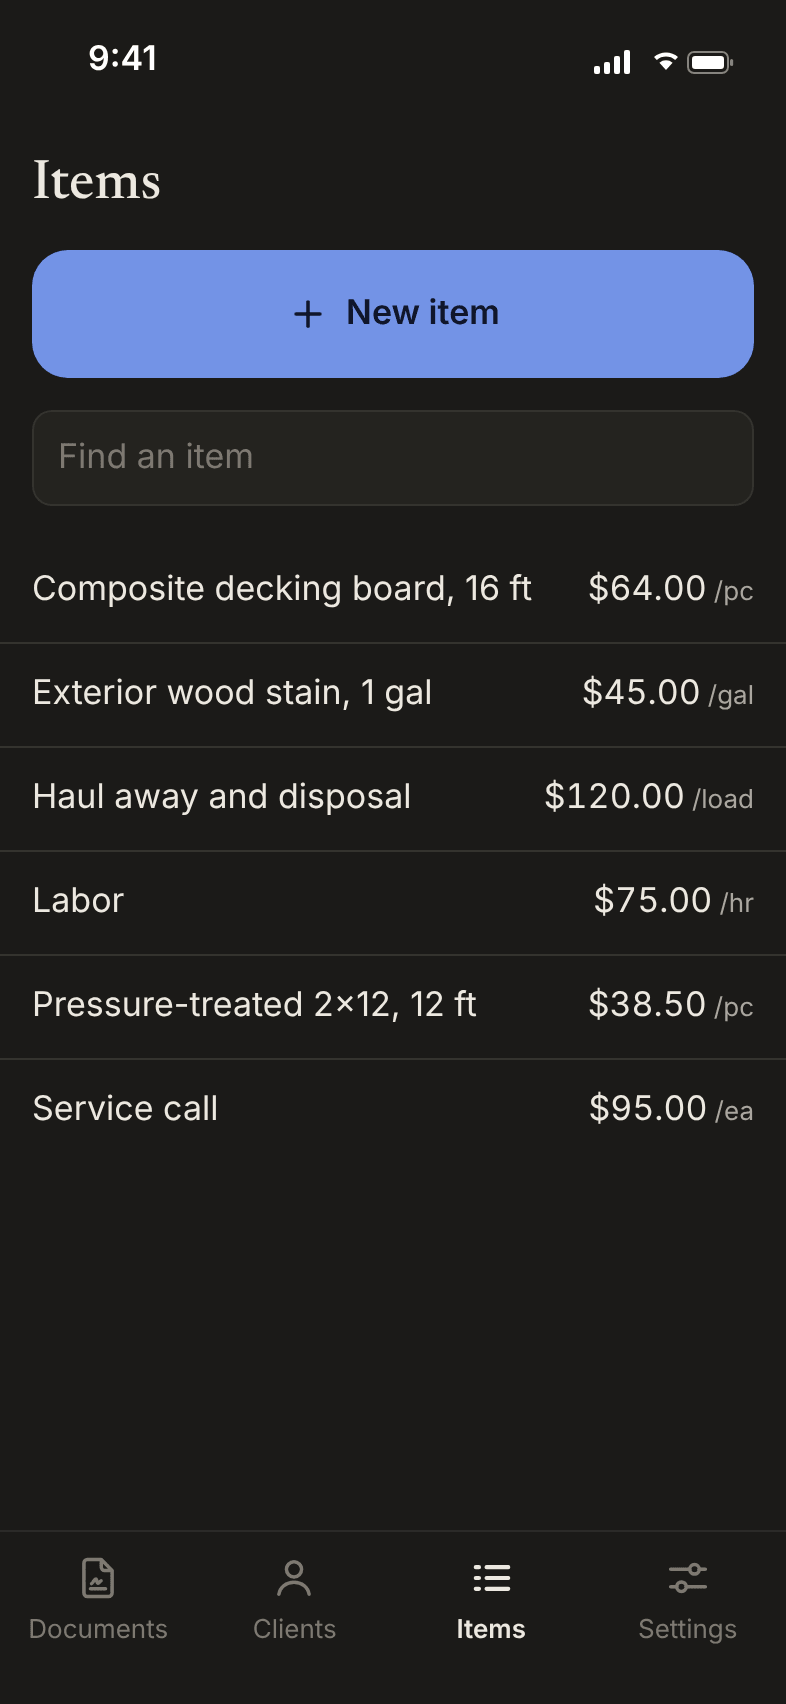 9:41
Items
New item
Find an item
Composite decking board, 16 ft $64.00 /pc
Exterior wood stain, 1 gal $45.00 /gal
Haul away and disposal $120.00 /load
Labor $75.00 /hr
Pressure-treated 2×12, 12 ft $38.50 /pc
Service call $95.00 /ea
Documents Clients Items Settings